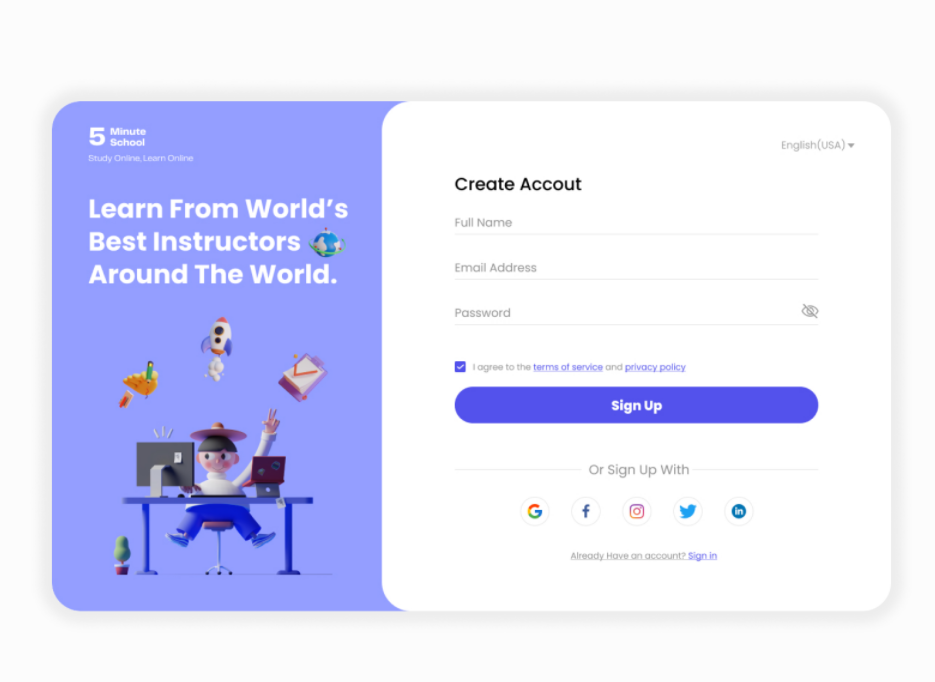 5 Minute
School
Study Online, Learn Online
Learn From World's
Best Instructors
Around The World.
English(USA)
Create Accout
Full Name
Email Address
Password
I agree to the terms of service and privacy policy
Sign Up
Or Sign Up With
G f in
Already Have an account? Sign in